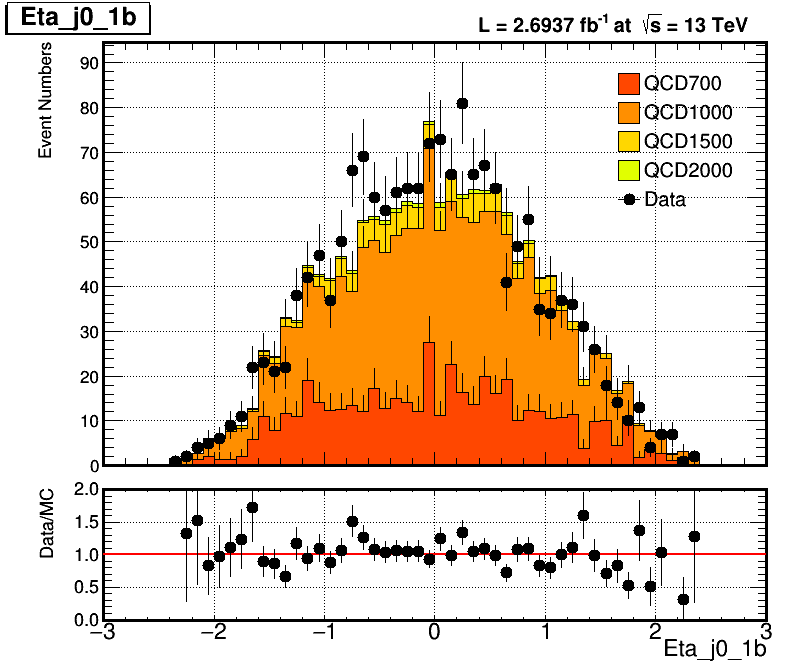 Eta_j0_1b
L = 2.6937 fb-1 at √s = 13 TeV
Event Numbers
90
80
70
60
50
40
30
20
10
0
QCD700
QCD1000
QCD1500
QCD2000
Data
Data/MC
2.0
1.5
1.0
0.5
0.0
−3 −2 −1 0 1 2 3
Eta_j0_1b